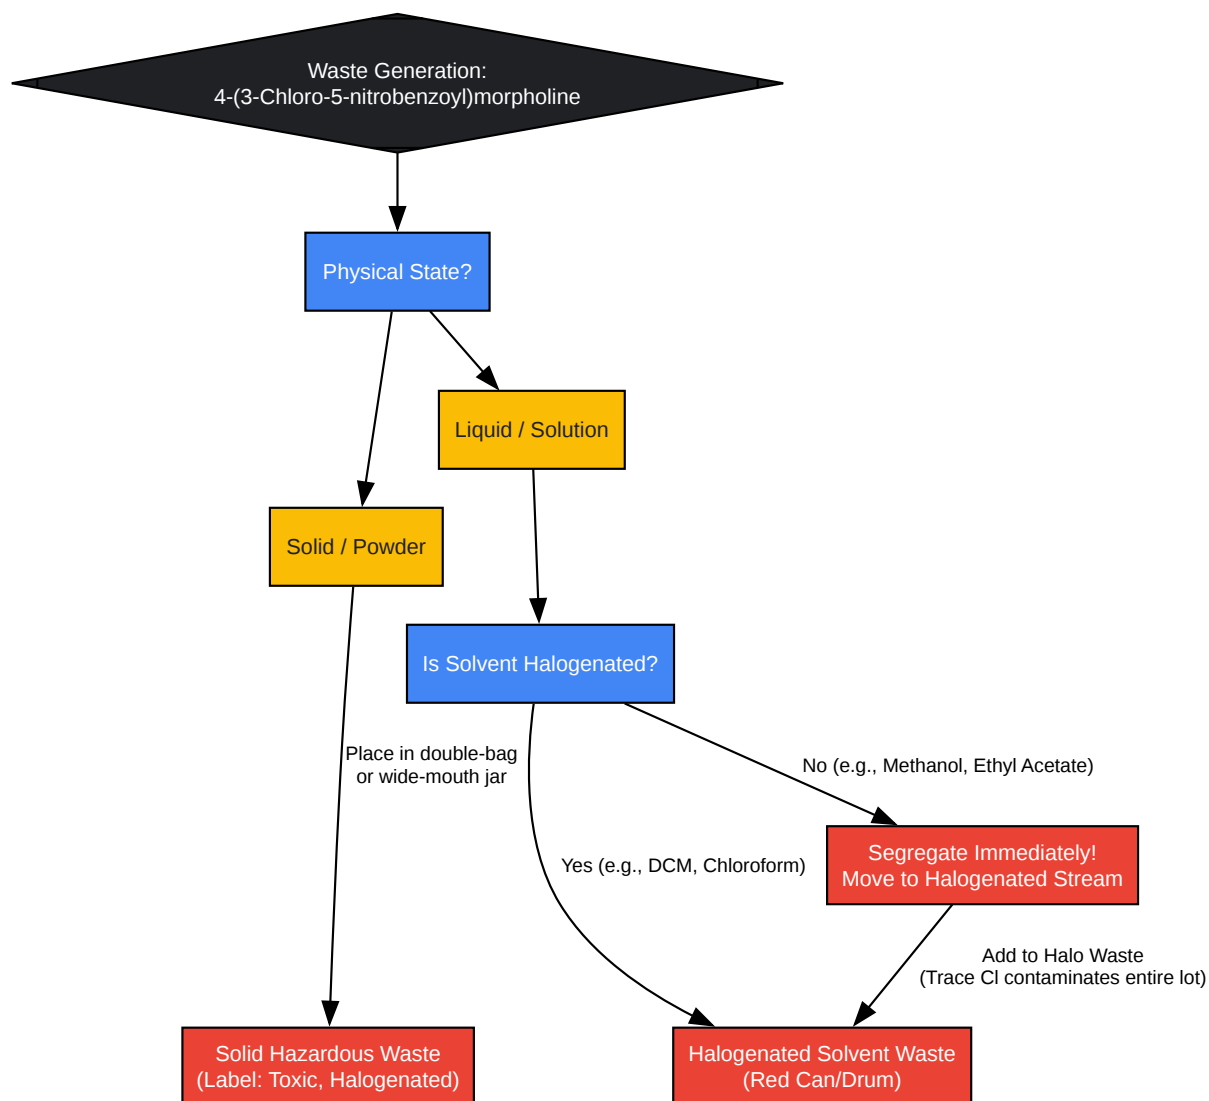 Waste Generation:
4-(3-Chloro-5-nitrobenzoyl)morpholine
Physical State?
Liquid / Solution
Solid / Powder
Is Solvent Halogenated?
Place in double-bag
or wide-mouth jar
No (e.g., Methanol, Ethyl Acetate)
Yes (e.g., DCM, Chloroform)
Segregate Immediately!
Move to Halogenated Stream
Add to Halo Waste
(Trace Cl contaminates entire lot)
Solid Hazardous Waste
(Label: Toxic, Halogenated)
Halogenated Solvent Waste
(Red Can/Drum)